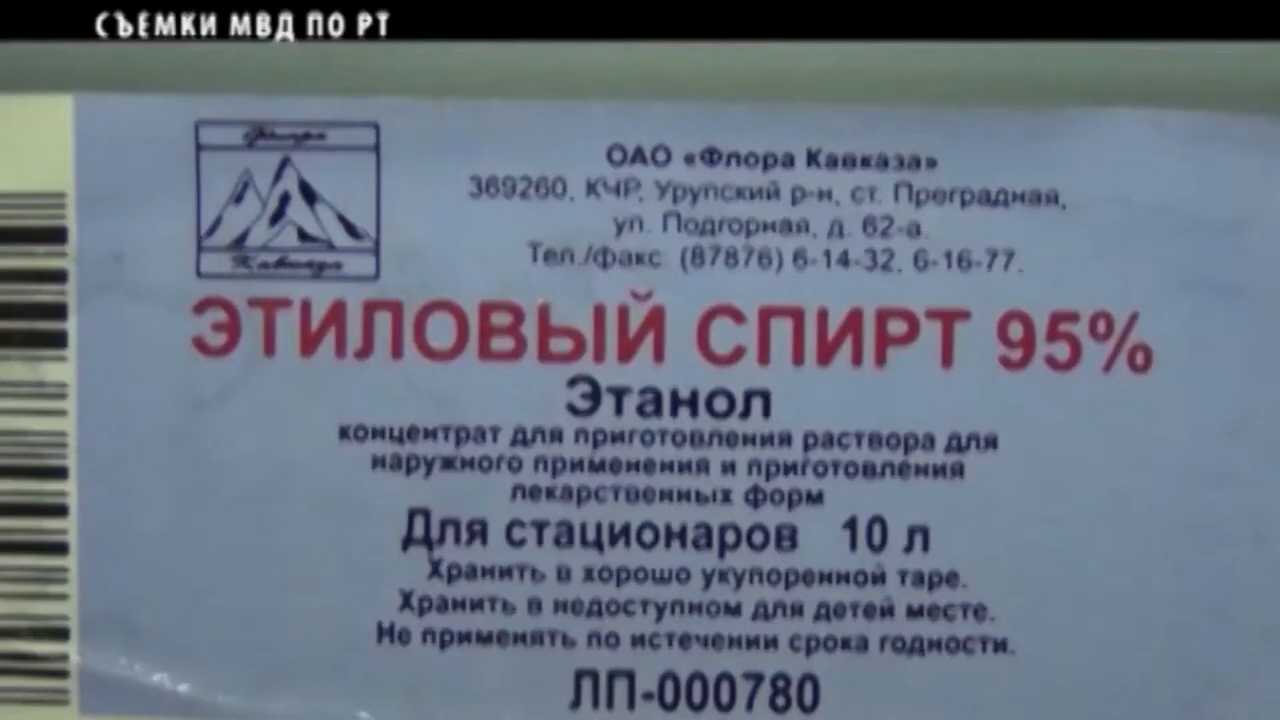 СЪЕМКИ МВД ПО РТ
Флора
Кавказа
ОАО «Флора Кавказа»
369260, КЧР, Урупский р-н, ст. Преградная,
ул. Подгорная, д. 62-а.
Тел./факс (87876) 6-14-32, 6-16-77.
ЭТИЛОВЫЙ СПИРТ 95%
Этанол
концентрат для приготовления раствора для
наружного применения и приготовления
лекарственных форм
Для стационаров 10 л
Хранить в хорошо укупоренной таре.
Хранить в недоступном для детей месте.
Не применять по истечении срока годности.
ЛП-000780